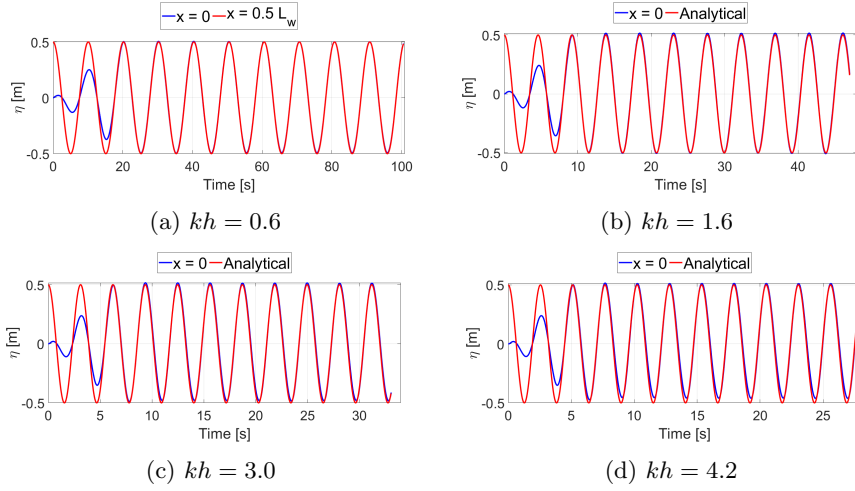 x = 0 x = 0.5 L_w
0.5
0
-0.5
η [m]
0 20 40 60 80 100
Time [s]
(a) kh = 0.6
x = 0 Analytical
0.5
0
-0.5
η [m]
0 10 20 30 40
Time [s]
(b) kh = 1.6
x = 0 Analytical
0.5
0
-0.5
η [m]
0 5 10 15 20 25 30
Time [s]
(c) kh = 3.0
x = 0 Analytical
0.5
0
-0.5
η [m]
0 5 10 15 20 25
Time [s]
(d) kh = 4.2